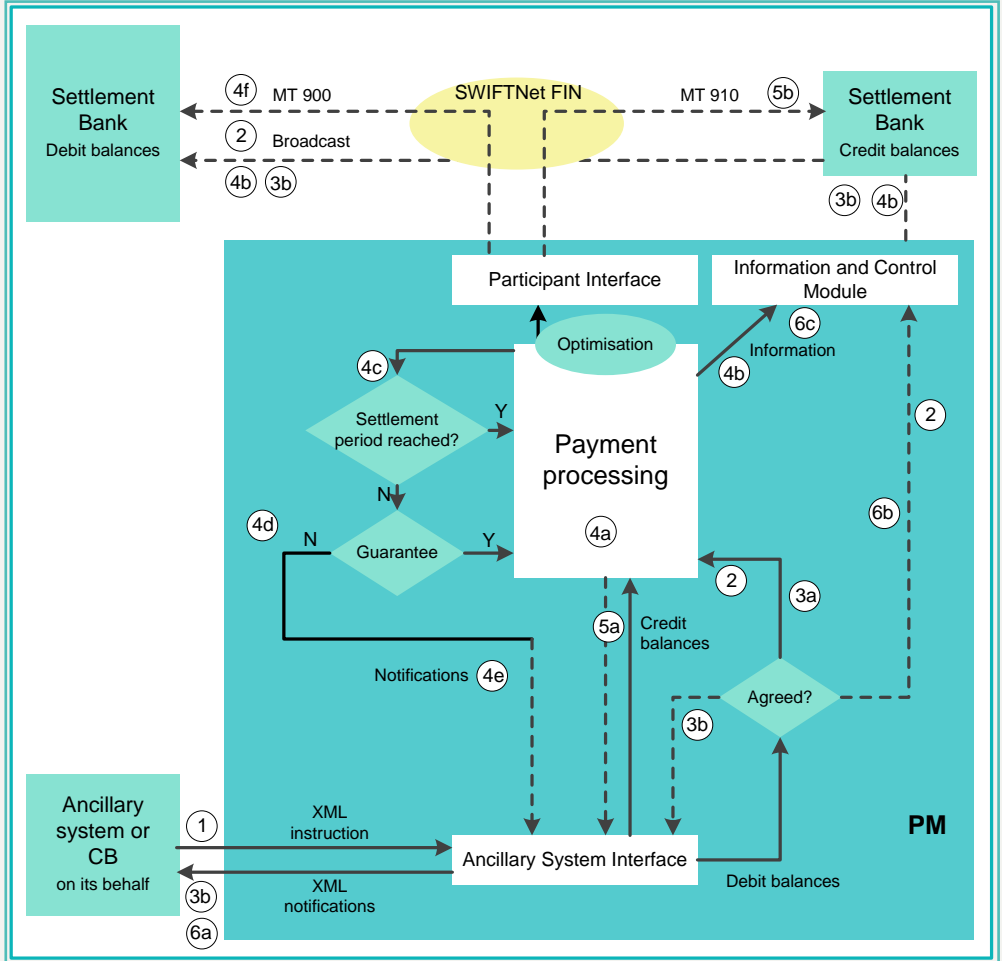 Settlement
Bank
Debit balances
4f
MT 900
2
Broadcast
4b
3b
SWIFTNet FIN
MT 910
5b
Settlement
Bank
Credit balances
3b
4b
Participant Interface
Information and Control
Module
Optimisation
6c
Information
4b
4c
Settlement
period reached?
Y
N
Payment
processing
4a
2
6b
4d
N
Guarantee
Y
2
3a
5a
Credit
balances
Notifications
4e
3b
Agreed?
Ancillary
system or
CB
on its behalf
1
XML
instruction
Ancillary System Interface
Debit balances
PM
3b
XML
notifications
6a